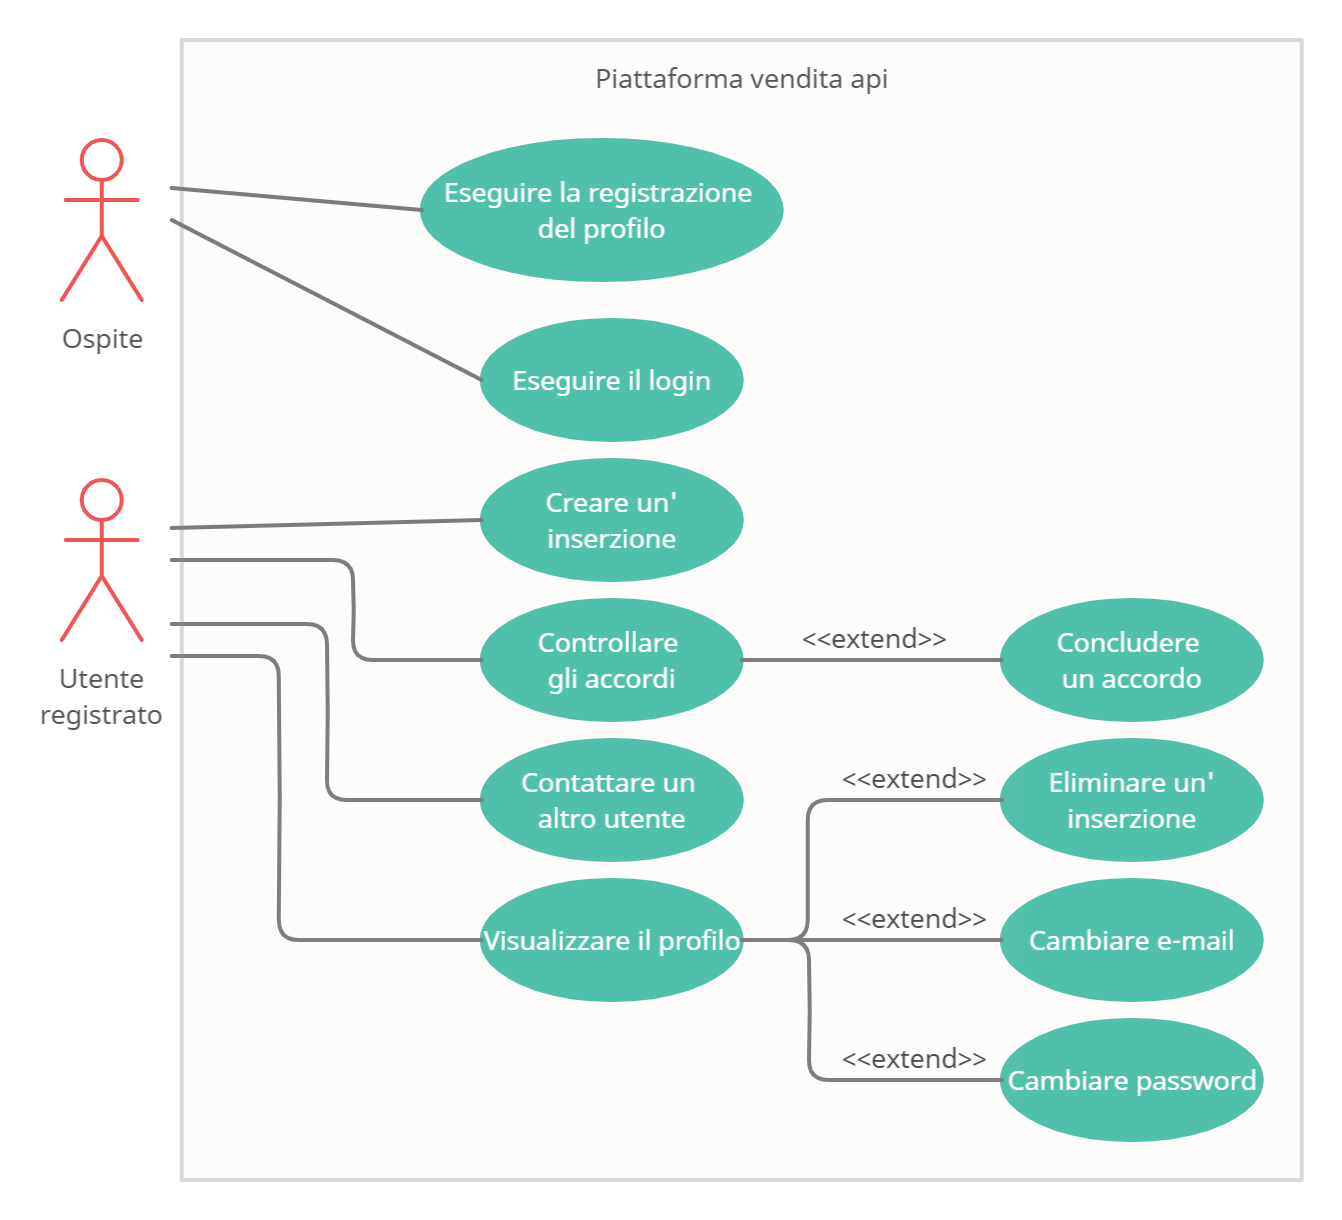 Piattaforma vendita api
Eseguire la registrazione
del profilo
Ospite
Eseguire il login
Creare un'
inserzione
Utente
registrato
Controllare
gli accordi
<<extend>>
Concludere
un accordo
Contattare un
altro utente
<<extend>>
Eliminare un'
inserzione
Visualizzare il profilo
<<extend>>
Cambiare e-mail
<<extend>>
Cambiare password